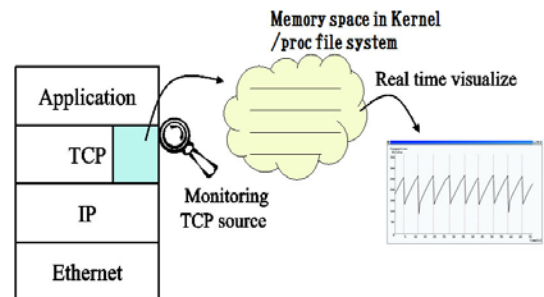 Memory space in Kernel
/proc file system
Real time visualize
Application
TCP
IP
Ethernet
Monitoring
TCP source